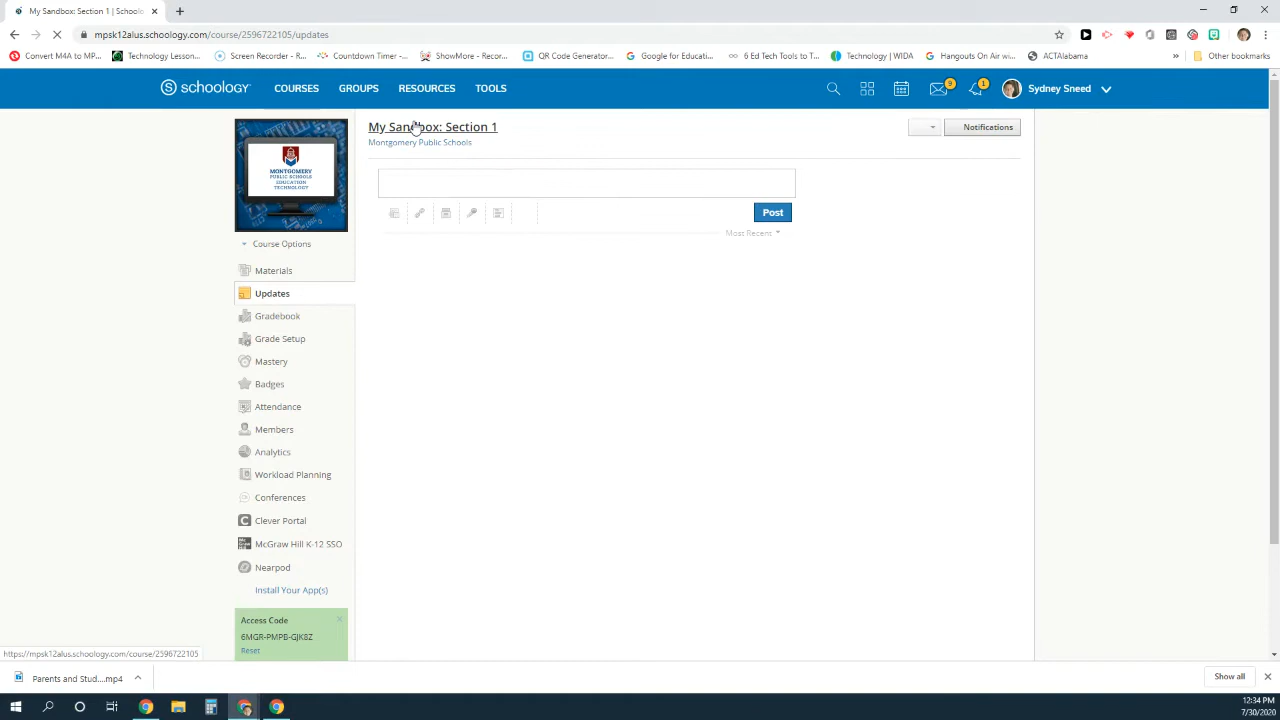 My Sandbox: Section 1 | Schoolo
mpsk12alus.schoology.com/course/2596722105/updates
Convert M4A to MP...
Technology Lesson...
Screen Recorder - R...
Countdown Timer -...
ShowMore - Recor...
QR Code Generator...
Google for Educati...
6 Ed Tech Tools to T...
Technology | WIDA
Hangouts On Air wi...
ACTAlabama
»
Other bookmarks
schoology
COURSES
GROUPS
RESOURCES
TOOLS
9
1
Sydney Sneed
MONTGOMERY
PUBLIC SCHOOLS
EDUCATION
TECHNOLOGY
My Sandbox: Section 1
Montgomery Public Schools
Notifications
Post
Most Recent
Course Options
Materials
Updates
Gradebook
Grade Setup
Mastery
Badges
Attendance
Members
Analytics
Workload Planning
Conferences
Clever Portal
McGraw Hill K-12 SSO
Nearpod
Install Your App(s)
Access Code
6MGR-PMPB-GJK8Z
Reset
https://mpsk12alus.schoology.com/course/2596722105
Parents and Stud....mp4
Show all
12:34 PM
7/30/2020